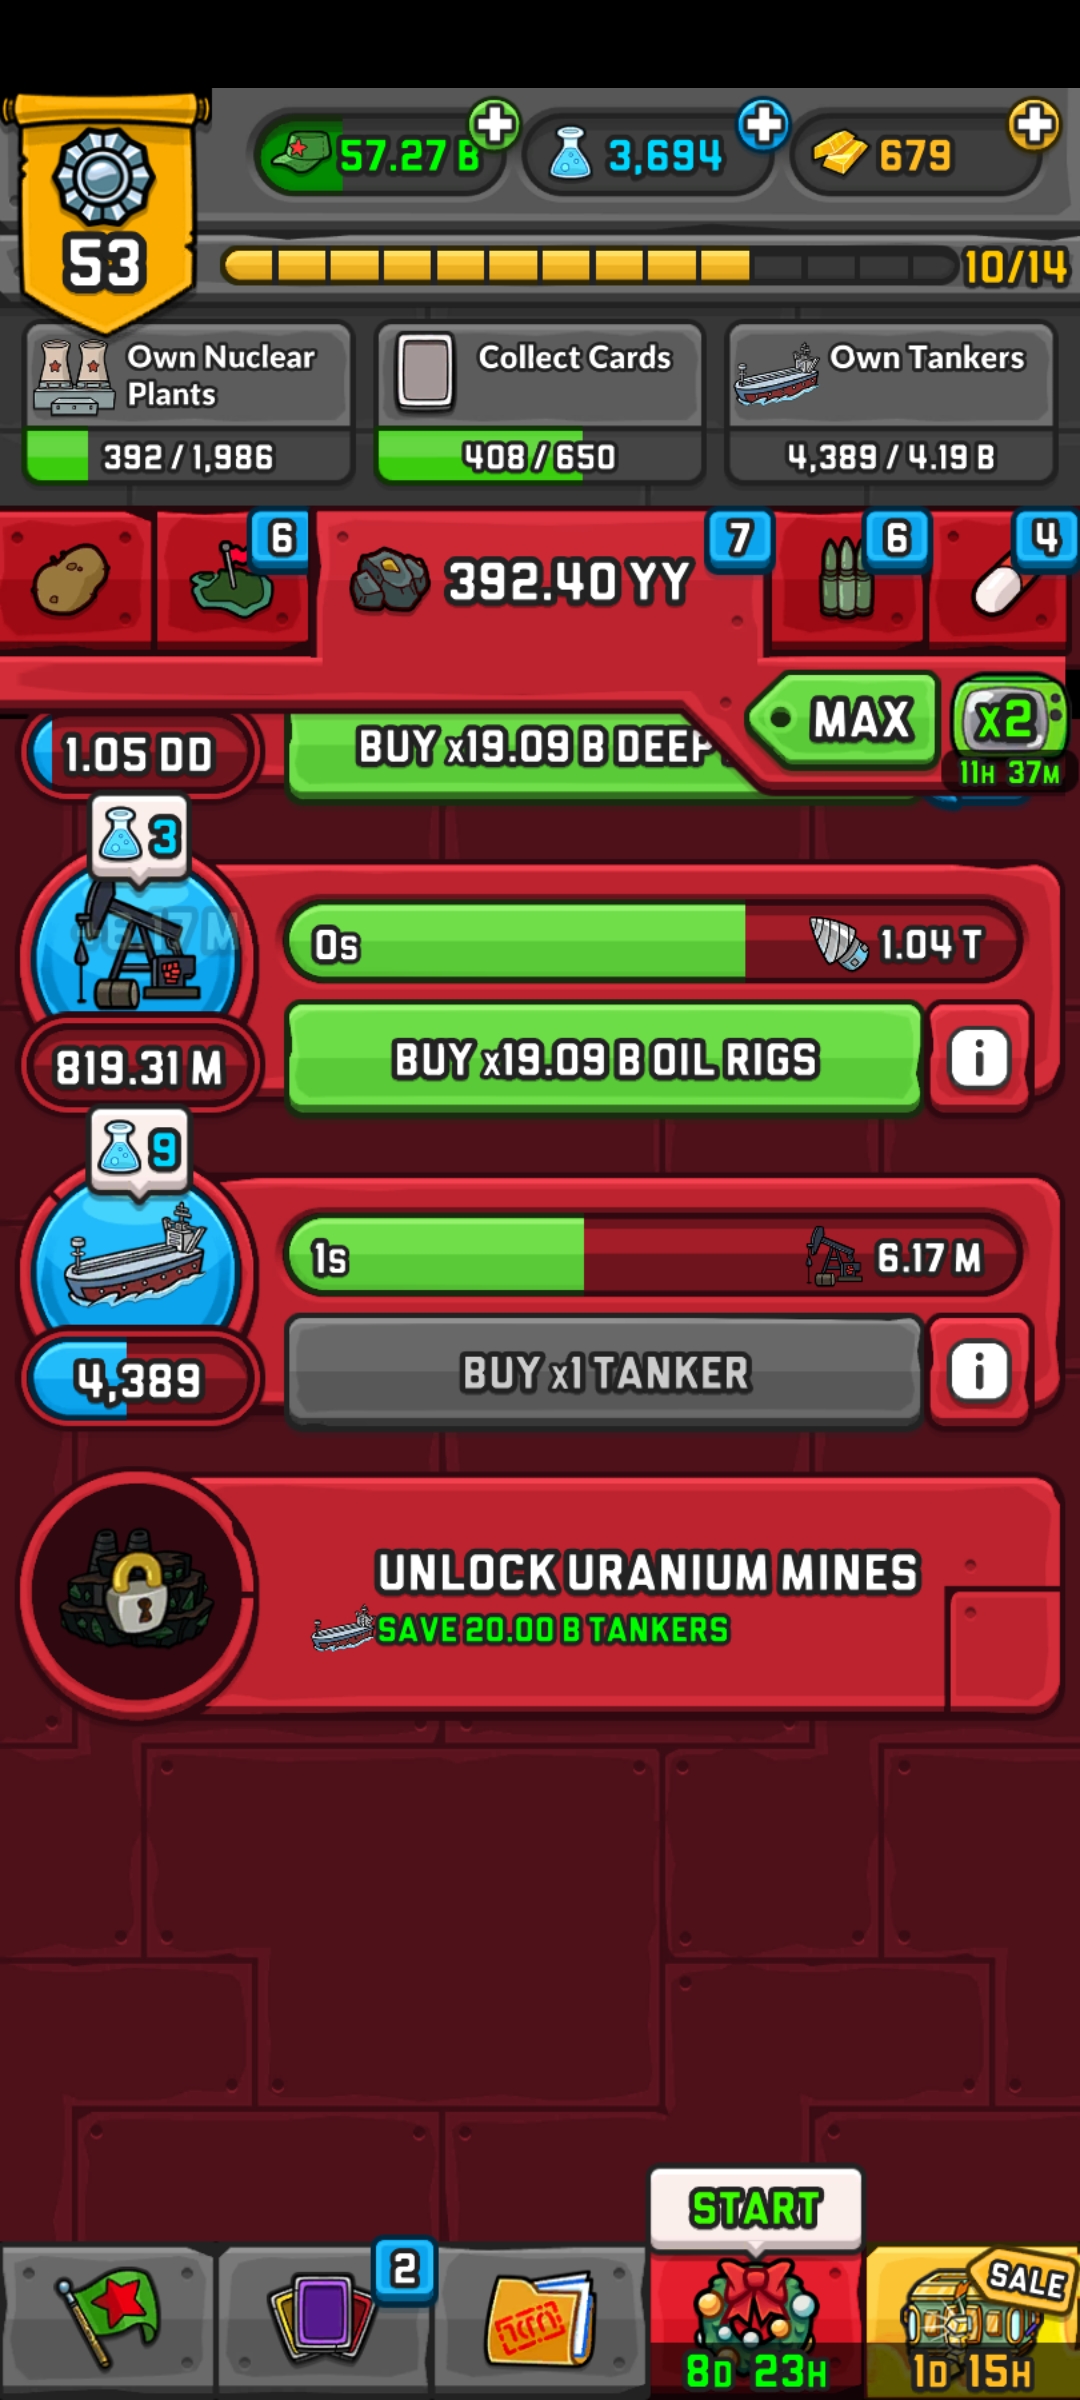 57.27 B
3,694
679
53
10/14
Own Nuclear
Plants
392 / 1,986
Collect Cards
408 / 650
Own Tankers
4,389 / 4.19 B
6
392.40 YY
7
6
4
MAX
x2
11H 37M
1.05 DD
BUY x19.09 B DEEP
3
0s
1.04 T
819.31 M
BUY x19.09 B OIL RIGS
i
9
1s
6.17 M
4,389
BUY x1 TANKER
i
UNLOCK URANIUM MINES
SAVE 20.00 B TANKERS
START
2
SALE
8D 23H
1D 15H